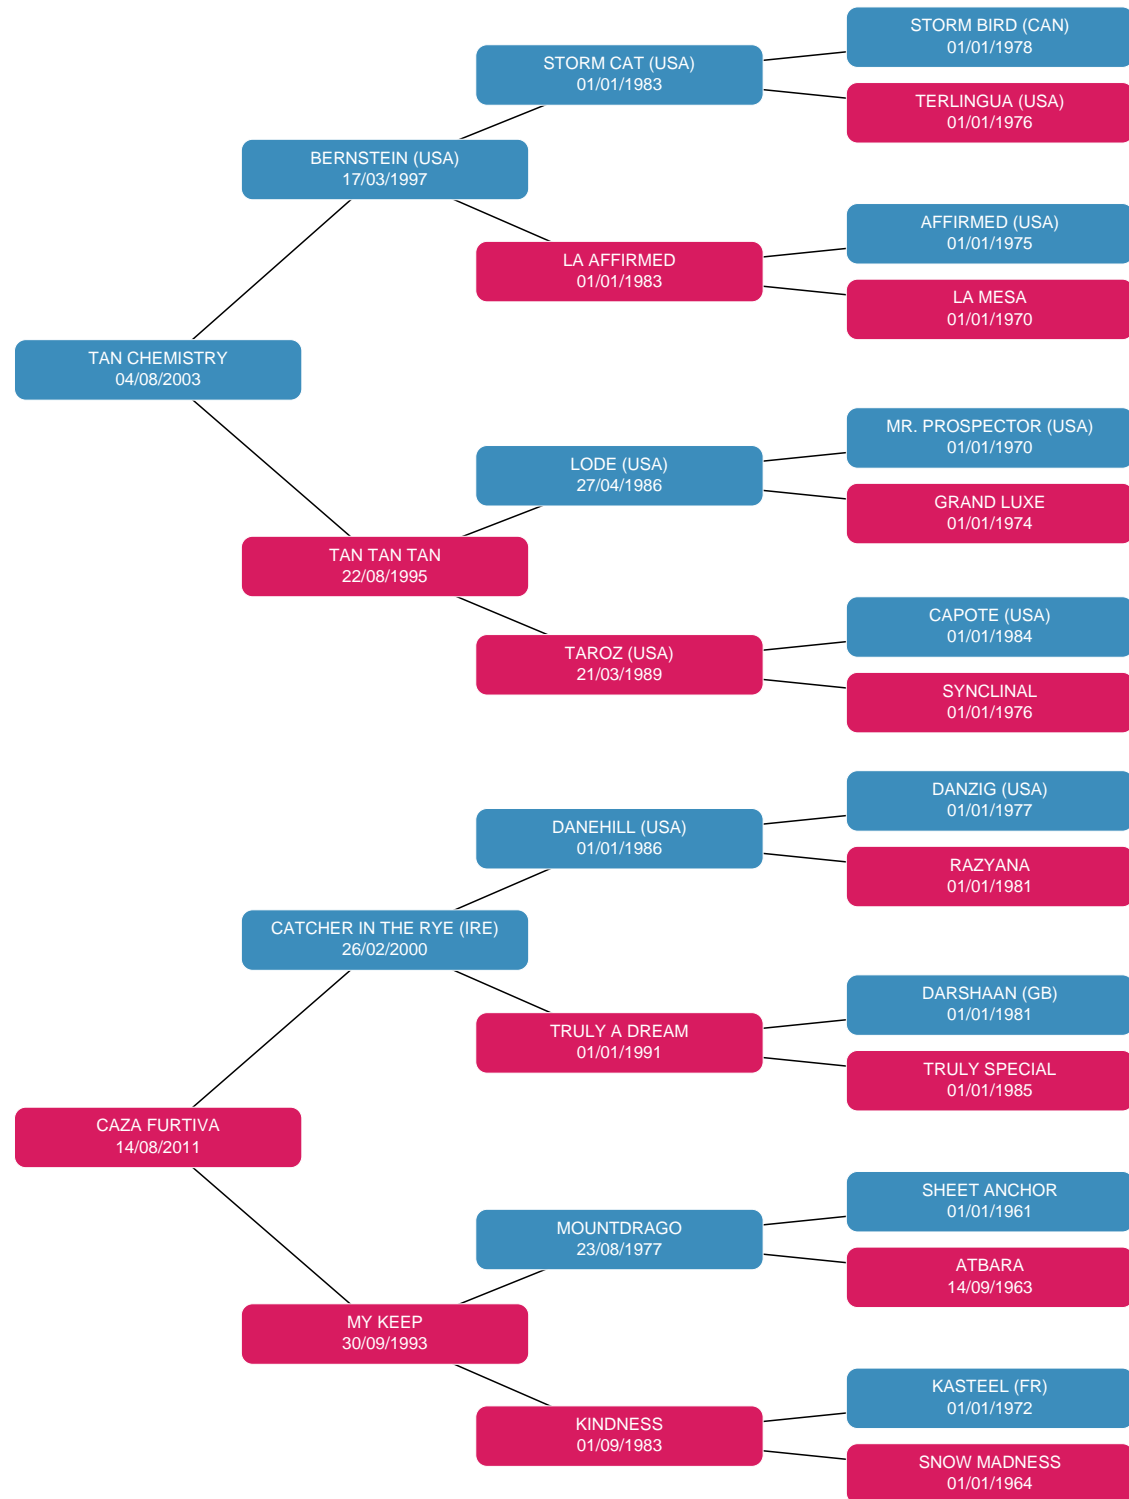 STORM BIRD (CAN)
01/01/1978
STORM CAT (USA)
01/01/1983
TERLINGUA (USA)
01/01/1976
BERNSTEIN (USA)
17/03/1997
AFFIRMED (USA)
01/01/1975
LA AFFIRMED
01/01/1983
LA MESA
01/01/1970
TAN CHEMISTRY
04/08/2003
MR. PROSPECTOR (USA)
01/01/1970
LODE (USA)
27/04/1986
GRAND LUXE
01/01/1974
TAN TAN TAN
22/08/1995
CAPOTE (USA)
01/01/1984
TAROZ (USA)
21/03/1989
SYNCLINAL
01/01/1976
DANZIG (USA)
01/01/1977
DANEHILL (USA)
01/01/1986
RAZYANA
01/01/1981
CATCHER IN THE RYE (IRE)
26/02/2000
DARSHAAN (GB)
01/01/1981
TRULY A DREAM
01/01/1991
TRULY SPECIAL
01/01/1985
CAZA FURTIVA
14/08/2011
SHEET ANCHOR
01/01/1961
MOUNTDRAGO
23/08/1977
ATBARA
14/09/1963
MY KEEP
30/09/1993
KASTEEL (FR)
01/01/1972
KINDNESS
01/09/1983
SNOW MADNESS
01/01/1964